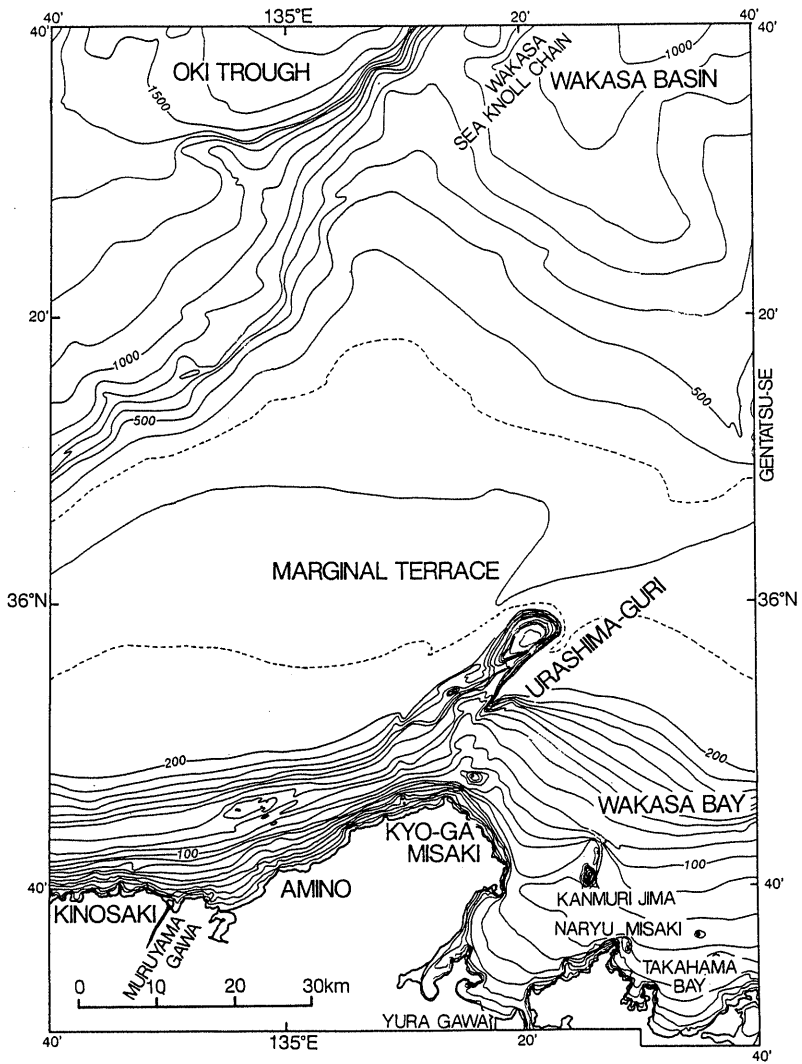 40'
135°E
20'
40'
40'
40'
OKI TROUGH
WAKASA
SEA KNOLL CHAIN
WAKASA BASIN
1000
1500
20'
20'
1000
500
500
GENTATSU-SE
MARGINAL TERRACE
36°N
36°N
URASHIMA-GURI
200
200
WAKASA BAY
KYO-GA
MISAKI
100
100
40'
40'
AMINO
KANMURI JIMA
KINOSAKI
NARYU MISAKI
MURUYAMA
GAWA
TAKAHAMA
BAY
0 10 20 30km
YURA GAWA
40'
135°E
20'
40'